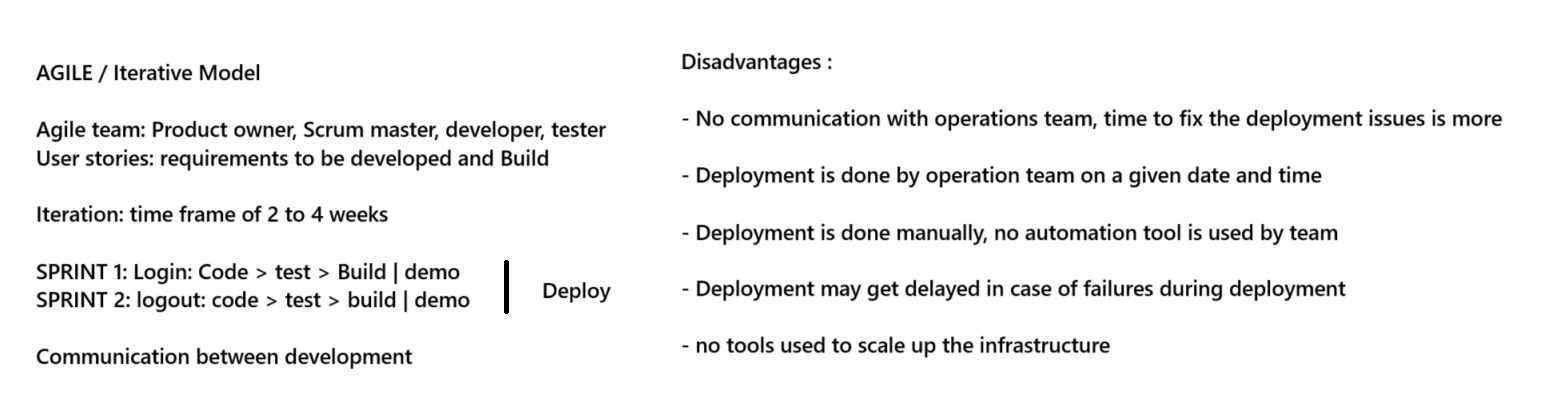 AGILE / Iterative Model
Agile team: Product owner, Scrum master, developer, tester
User stories: requirements to be developed and Build
Iteration: time frame of 2 to 4 weeks
SPRINT 1: Login: Code > test > Build | demo
SPRINT 2: logout: code > test > build | demo
Deploy
Communication between development
Disadvantages :
- No communication with operations team, time to fix the deployment issues is more
- Deployment is done by operation team on a given date and time
- Deployment is done manually, no automation tool is used by team
- Deployment may get delayed in case of failures during deployment
- no tools used to scale up the infrastructure